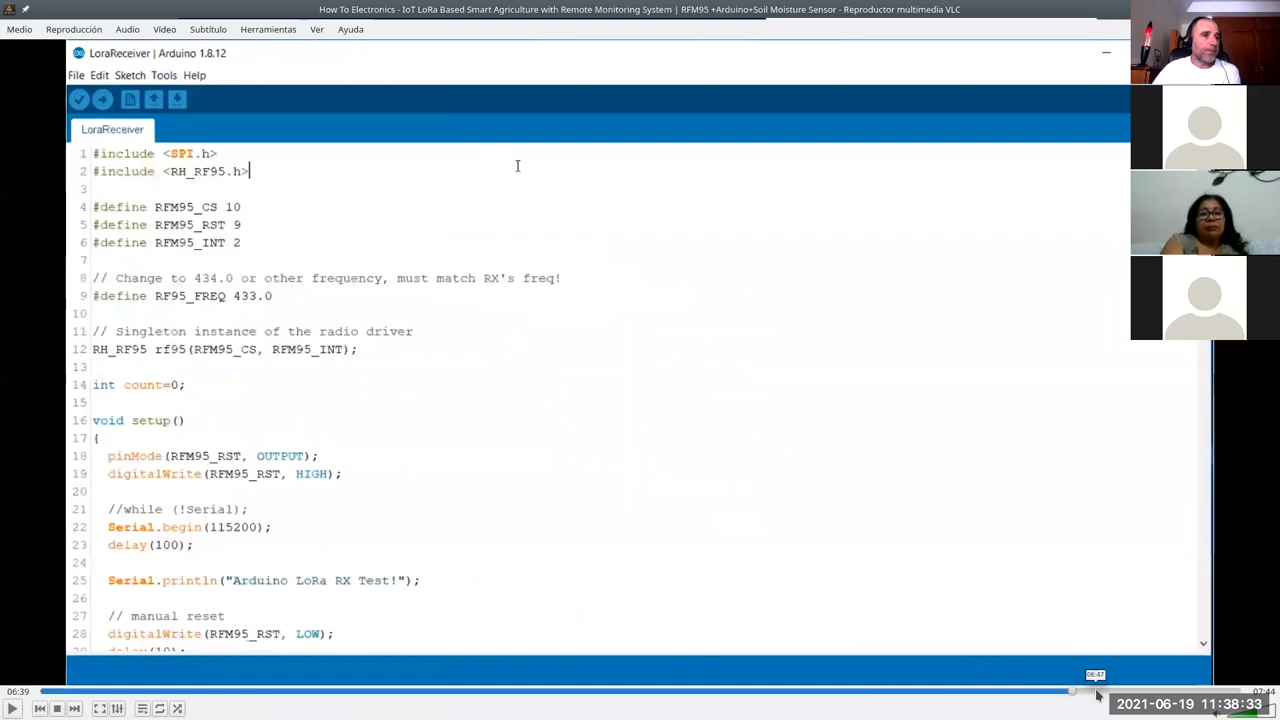 How To Electronics - IoT LoRa Based Smart Agriculture with Remote Monitoring System | RFM95 +Arduino+Soil Moisture Sensor - Reproductor multimedia VLC
Medio Reproducción Audio Vídeo Subtítulo Herramientas Ver Ayuda
LoraReceiver | Arduino 1.8.12
File Edit Sketch Tools Help
LoraReceiver
1 #include <SPI.h>
2 #include <RH_RF95.h>
3
4 #define RFM95_CS 10
5 #define RFM95_RST 9
6 #define RFM95_INT 2
7
8 // Change to 434.0 or other frequency, must match RX's freq!
9 #define RF95_FREQ 433.0
10
11 // Singleton instance of the radio driver
12 RH_RF95 rf95(RFM95_CS, RFM95_INT);
13
14 int count=0;
15
16 void setup()
17 {
18 pinMode(RFM95_RST, OUTPUT);
19 digitalWrite(RFM95_RST, HIGH);
20
21 //while (!Serial);
22 Serial.begin(115200);
23 delay(100);
24
25 Serial.println("Arduino LoRa RX Test!");
26
27 // manual reset
28 digitalWrite(RFM95_RST, LOW);
29 delay(10);
06:47
06:39
07:44
2021-06-19 11:38:33